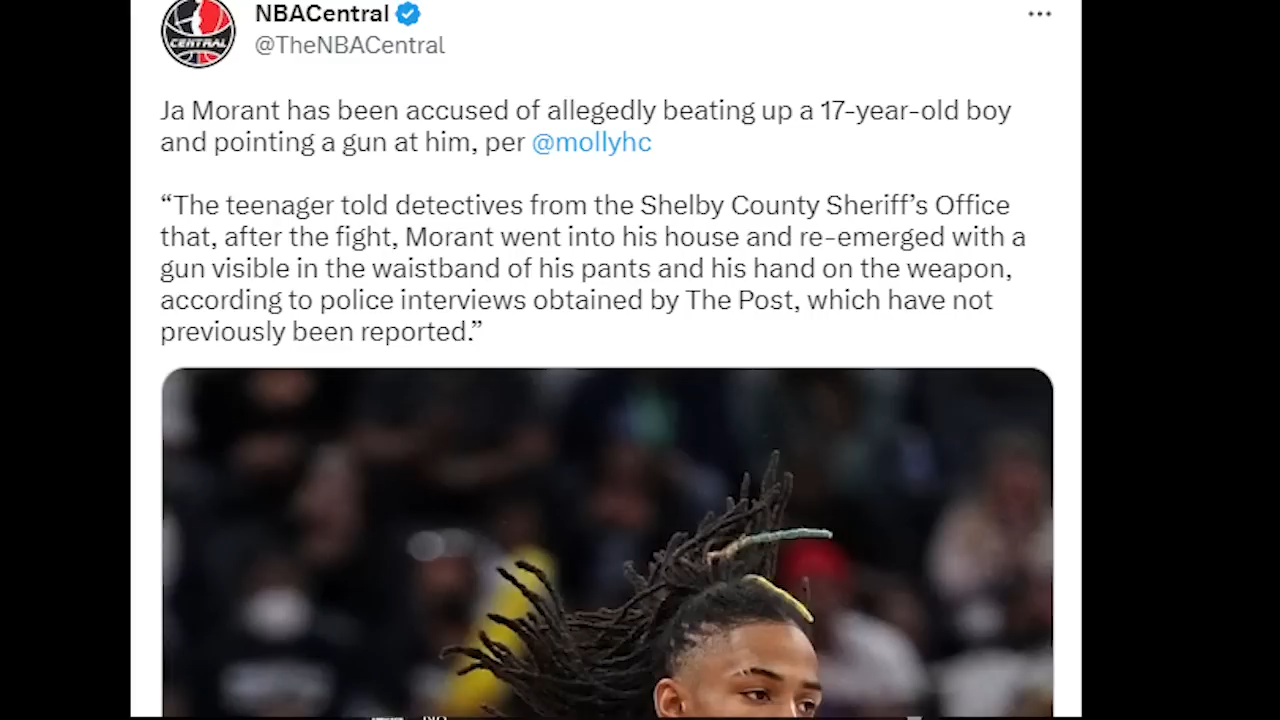 NBACentral
CENTRAL
@TheNBACentral
Ja Morant has been accused of allegedly beating up a 17-year-old boy
and pointing a gun at him, per @mollyhc
“The teenager told detectives from the Shelby County Sheriff’s Office
that, after the fight, Morant went into his house and re-emerged with a
gun visible in the waistband of his pants and his hand on the weapon,
according to police interviews obtained by The Post, which have not
previously been reported.”